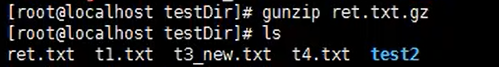 [root@localhost testDir]# gunzip ret.txt.gz
[root@localhost testDir]# ls
ret.txt  t1.txt  t3_new.txt  t4.txt  test2